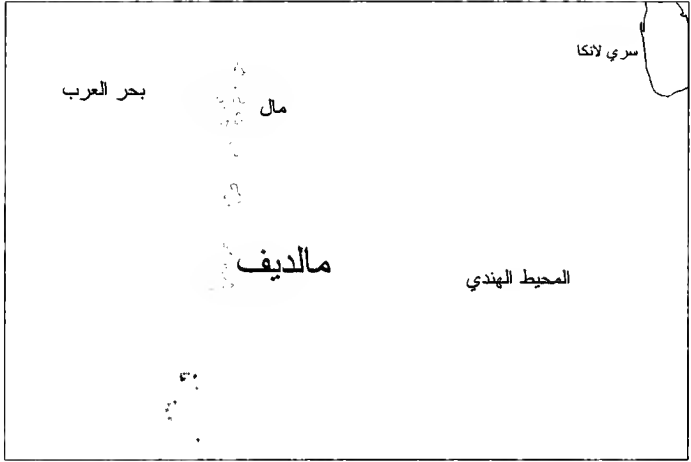 سري لانكا
بحر العرب
مال
مالديف
المحيط الهندي